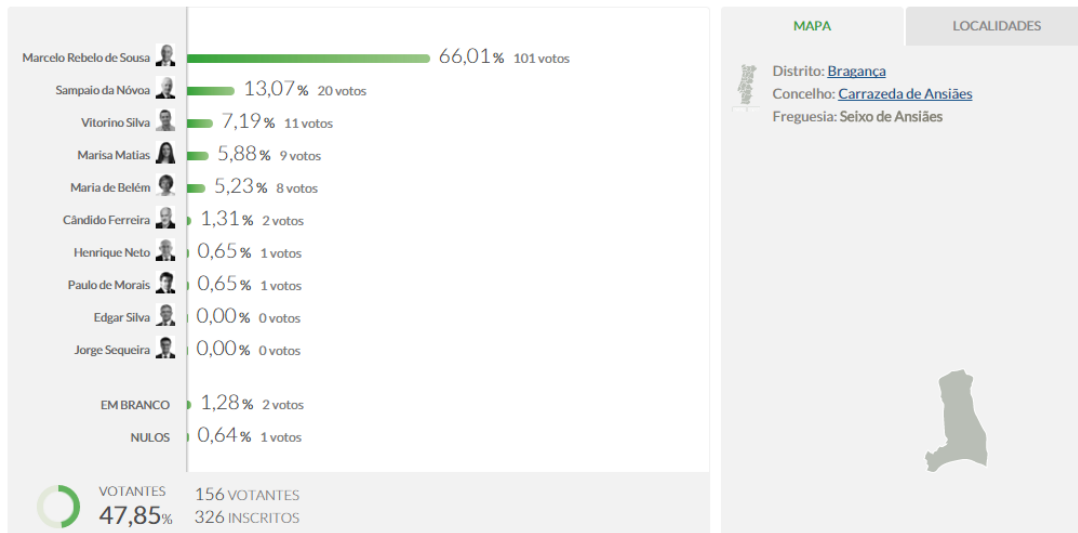 Marcelo Rebelo de Sousa 66,01% 101 votos
Sampaio da Nóvoa 13,07% 20 votos
Vitorino Silva 7,19% 11 votos
Marisa Matias 5,88% 9 votos
Maria de Belém 5,23% 8 votos
Cândido Ferreira 1,31% 2 votos
Henrique Neto 0,65% 1 votos
Paulo de Morais 0,65% 1 votos
Edgar Silva 0,00% 0 votos
Jorge Sequeira 0,00% 0 votos
EM BRANCO 1,28% 2 votos
NULOS 0,64% 1 votos
VOTANTES
47,85%
156 VOTANTES
326 INSCRITOS
MAPA
LOCALIDADES
Distrito: Bragança
Concelho: Carrazeda de Ansiães
Freguesia: Seixo de Ansiães